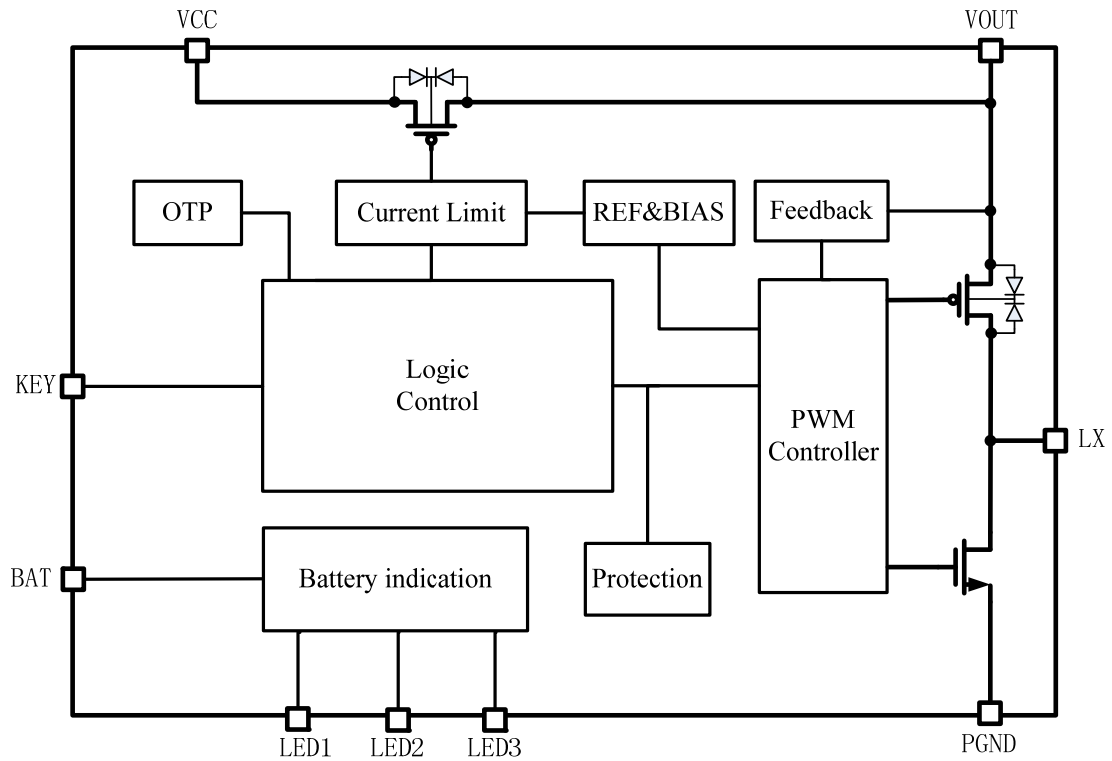 VCC
VOUT
OTP
Current Limit
REF&BIAS
Feedback
KEY
Logic
Control
PWM
Controller
LX
BAT
Battery indication
Protection
LED1
LED2
LED3
PGND